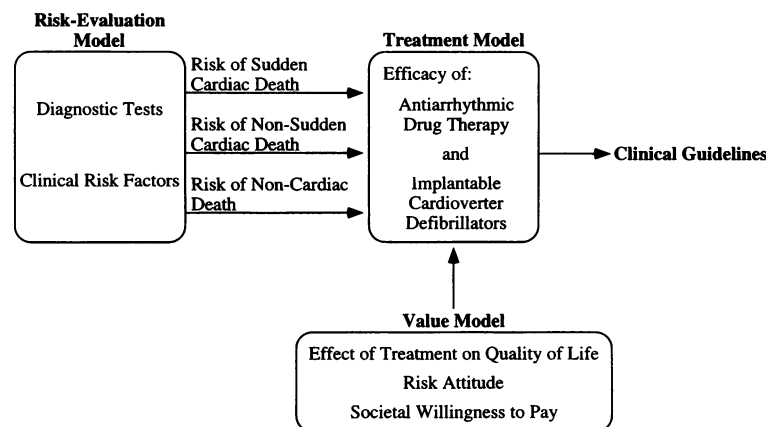 Risk-Evaluation
Model
Diagnostic Tests
Clinical Risk Factors
Risk of Sudden
Cardiac Death
Risk of Non-Sudden
Cardiac Death
Risk of Non-Cardiac
Death
Treatment Model
Efficacy of:
Antiarrhythmic
Drug Therapy
and
Implantable
Cardioverter
Defibrillators
Clinical Guidelines
Value Model
Effect of Treatment on Quality of Life
Risk Attitude
Societal Willingness to Pay